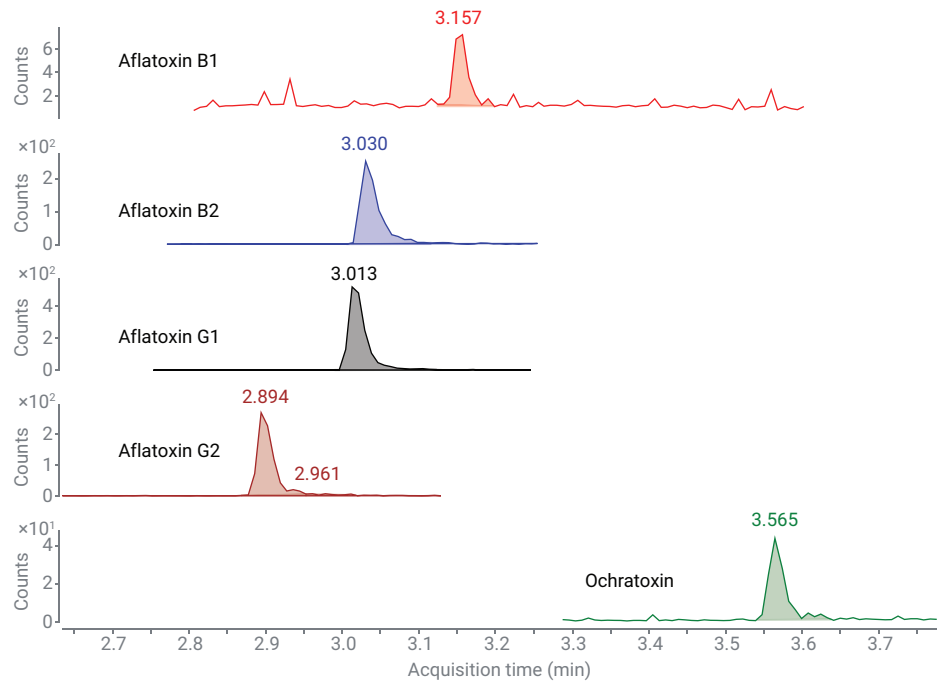 3.157
Aflatoxin B1
Counts
6
4
2
×10²
3.030
Aflatoxin B2
Counts
2
1
0
×10²
3.013
Aflatoxin G1
Counts
4
2
0
×10²
2.894
Aflatoxin G2
2.961
Counts
2
1
0
×10¹
3.565
Ochratoxin
Counts
4
2
0
2.7 2.8 2.9 3.0 3.1 3.2 3.3 3.4 3.5 3.6 3.7
Acquisition time (min)